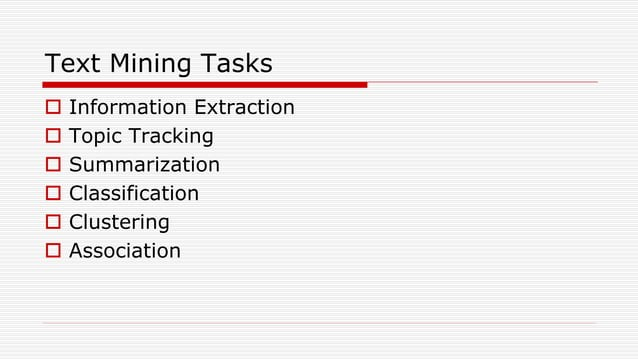 Text Mining Tasks
Information Extraction
Topic Tracking
Summarization
Classification
Clustering
Association